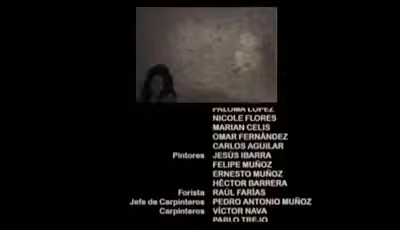 PALOMA LÓPEZ
NICOLE FLORES
MARIAN CELIS
OMAR FERNÁNDEZ
CARLOS AGUILAR
Pintores JESÚS IBARRA
FELIPE MUÑOZ
ERNESTO MUÑOZ
HÉCTOR BARRERA
Forista RAÚL FARÍAS
Jefe de Carpinteros PEDRO ANTONIO MUÑOZ
Carpinteros VÍCTOR NAVA
PABLO TREJO